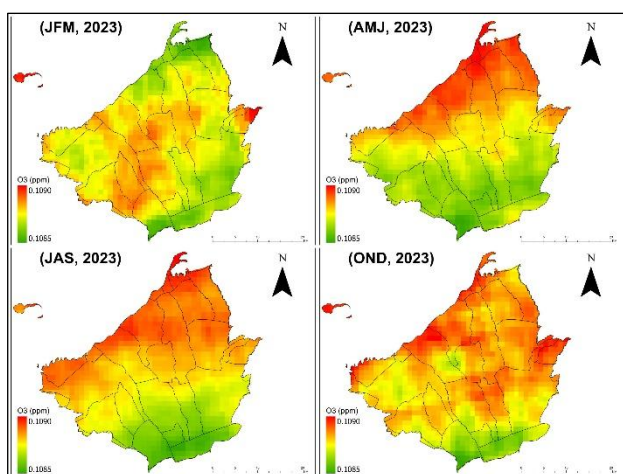 (JFM, 2023)
N
O3 (ppm)
0.1090
0.1085
(AMJ, 2023)
N
O3 (ppm)
0.1090
0.1085
(JAS, 2023)
N
O3 (ppm)
0.1090
0.1085
(OND, 2023)
N
O3 (ppm)
0.1090
0.1085